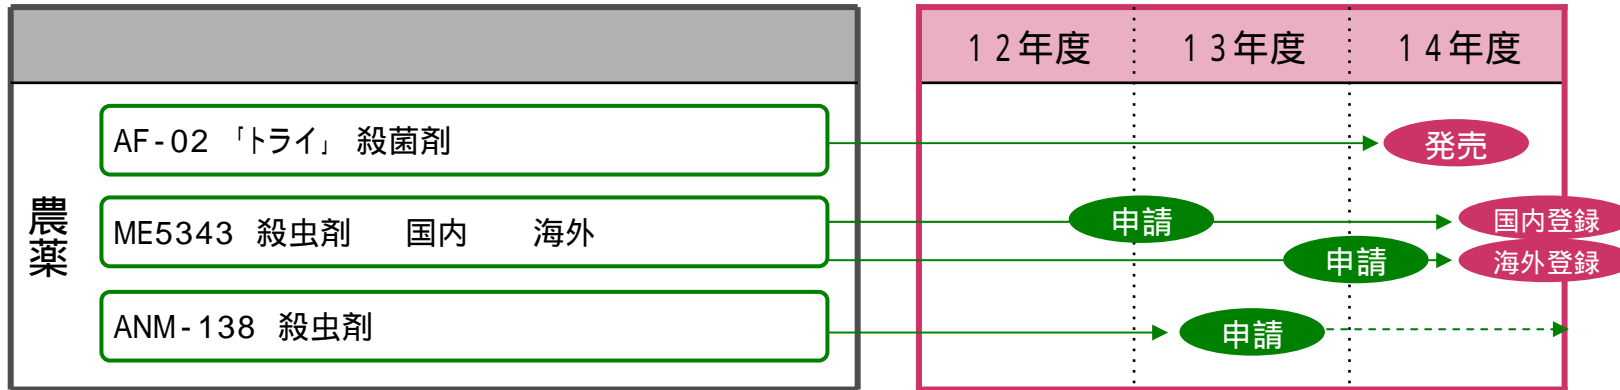 １２年度 １３年度 １４年度
農薬
AF-02 「トライ」 殺菌剤
発売
ME5343 殺虫剤 国内 海外
申請
国内登録
申請
海外登録
ANM-138 殺虫剤
申請